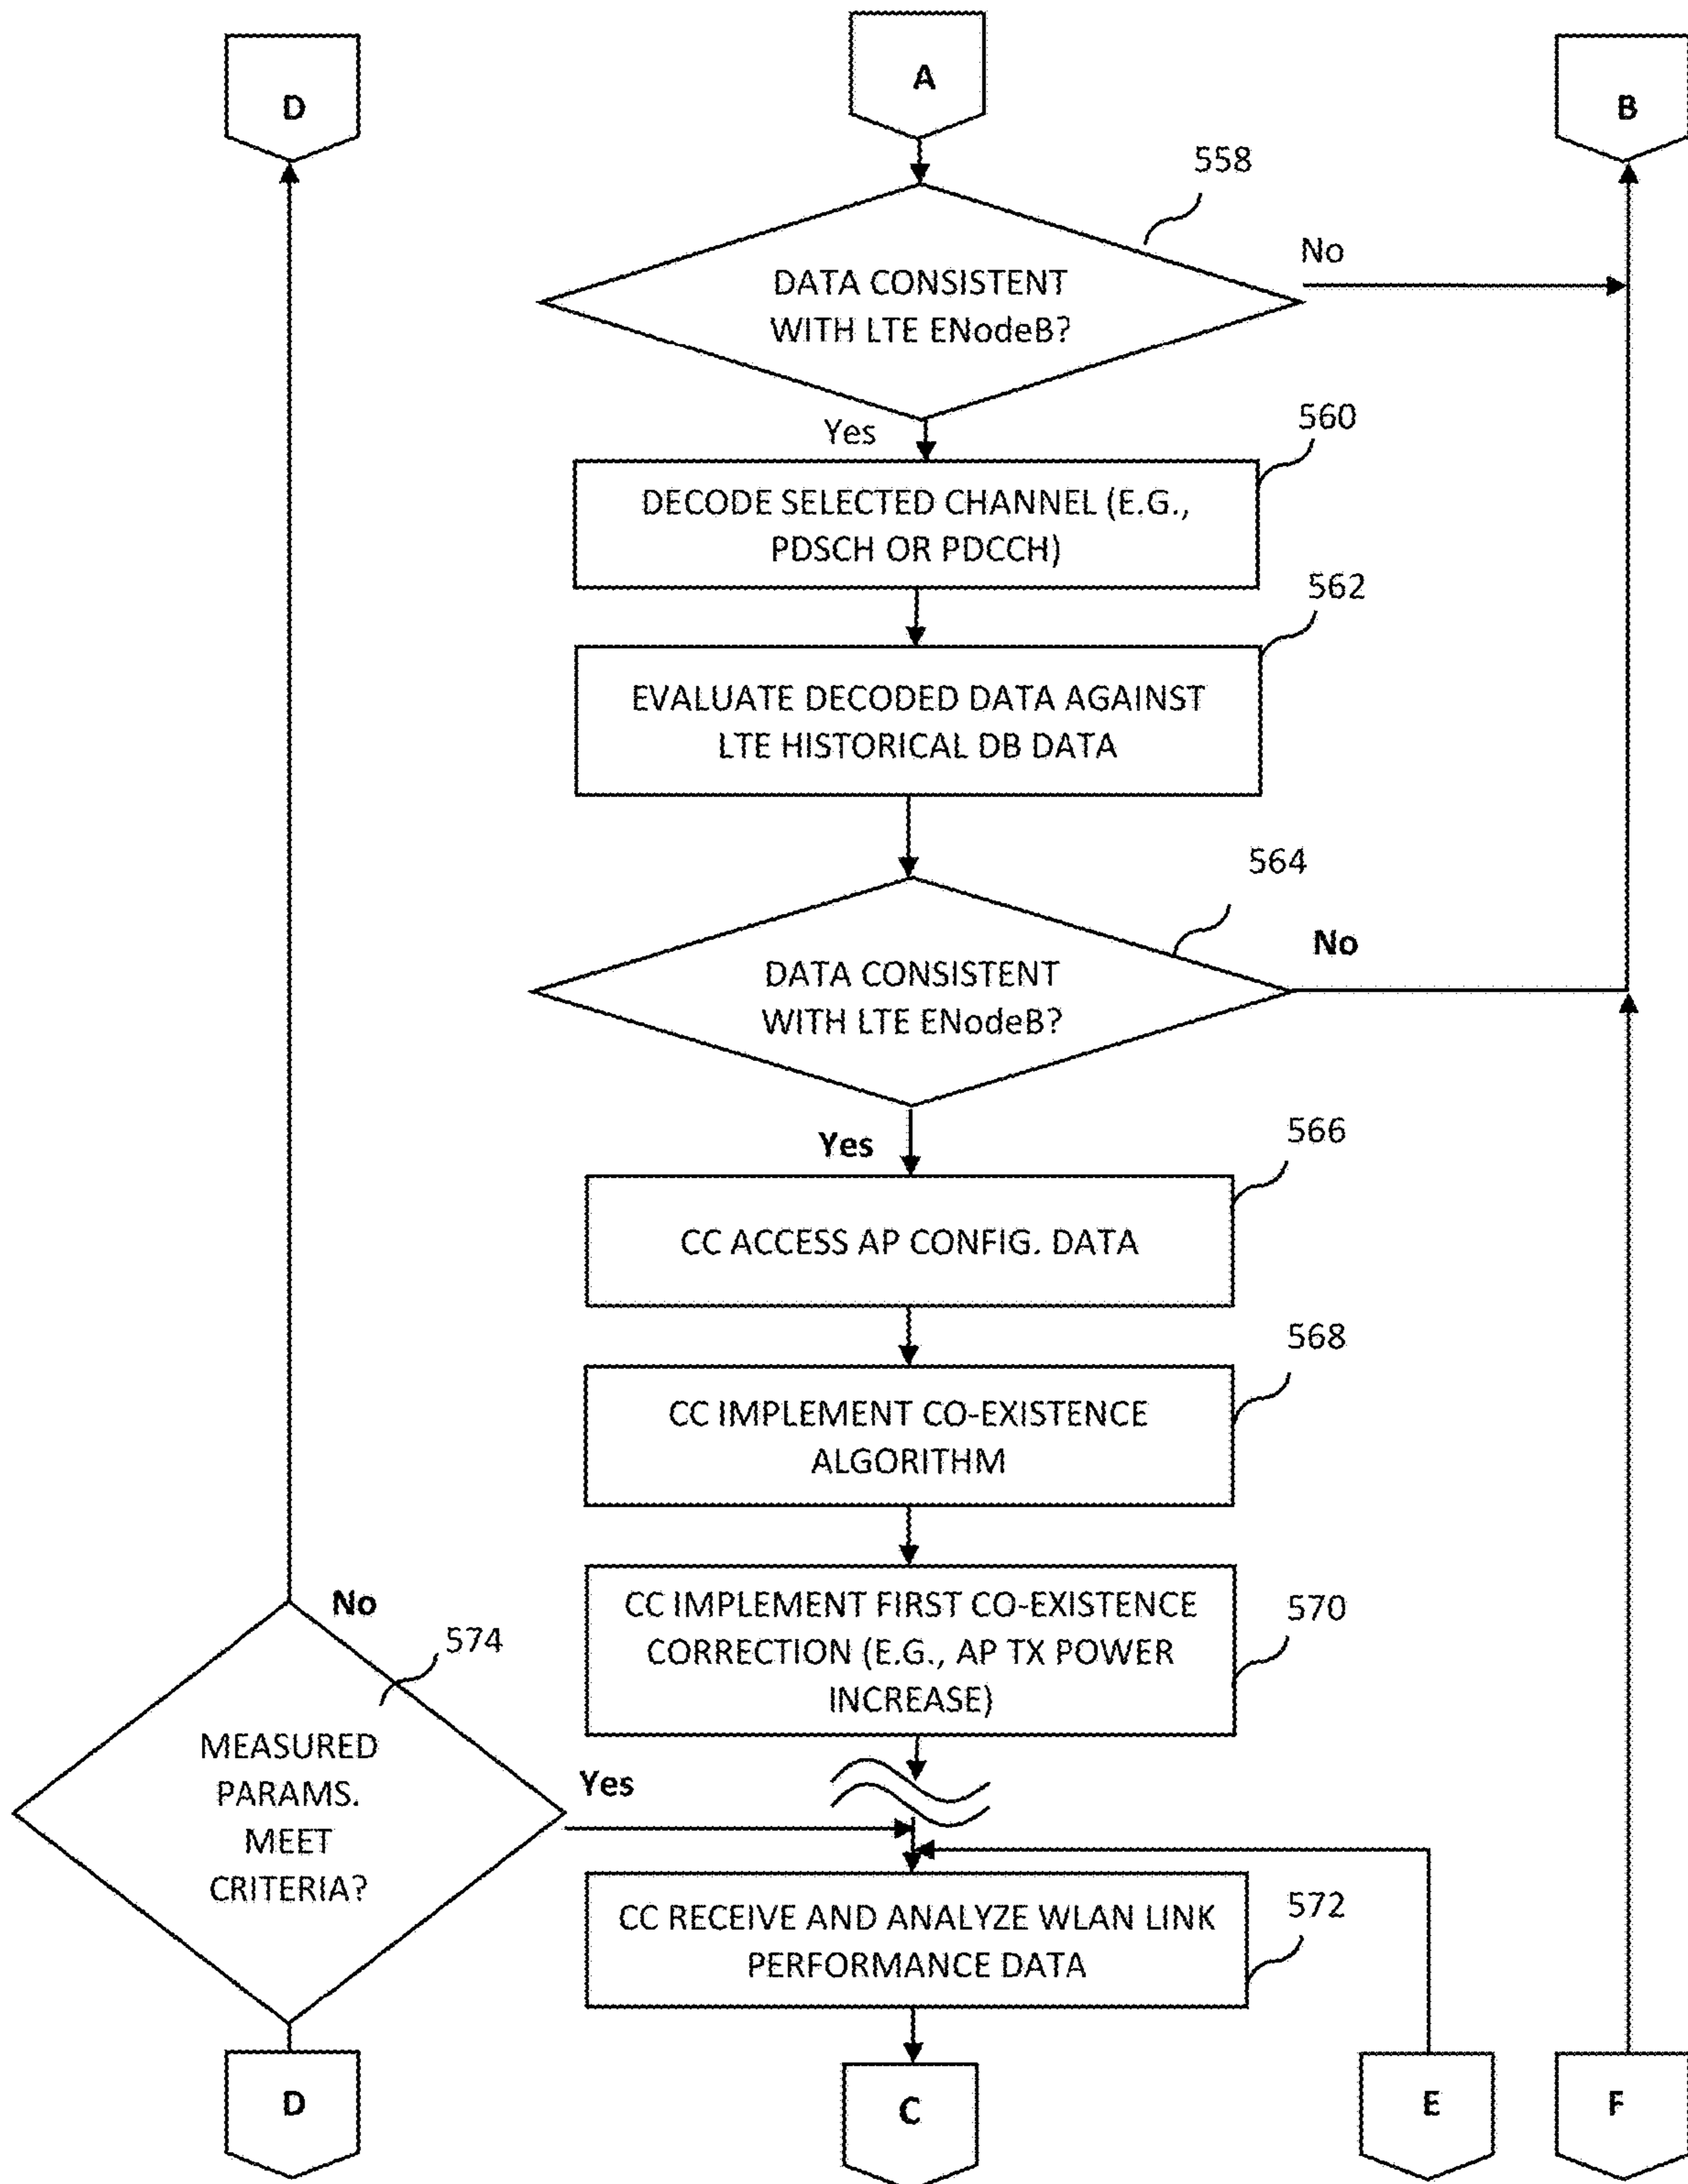 D
A
B
558
DATA CONSISTENT
WITH LTE ENodeB?
No
Yes
560
DECODE SELECTED CHANNEL (E.G.,
PDSCH OR PDCCH)
562
EVALUATE DECODED DATA AGAINST
LTE HISTORICAL DB DATA
564
DATA CONSISTENT
WITH LTE ENodeB?
No
Yes
566
CC ACCESS AP CONFIG. DATA
568
CC IMPLEMENT CO-EXISTENCE
ALGORITHM
570
CC IMPLEMENT FIRST CO-EXISTENCE
CORRECTION (E.G., AP TX POWER
INCREASE)
No
574
MEASURED
PARAMS.
MEET
CRITERIA?
Yes
572
CC RECEIVE AND ANALYZE WLAN LINK
PERFORMANCE DATA
D
C
E
F